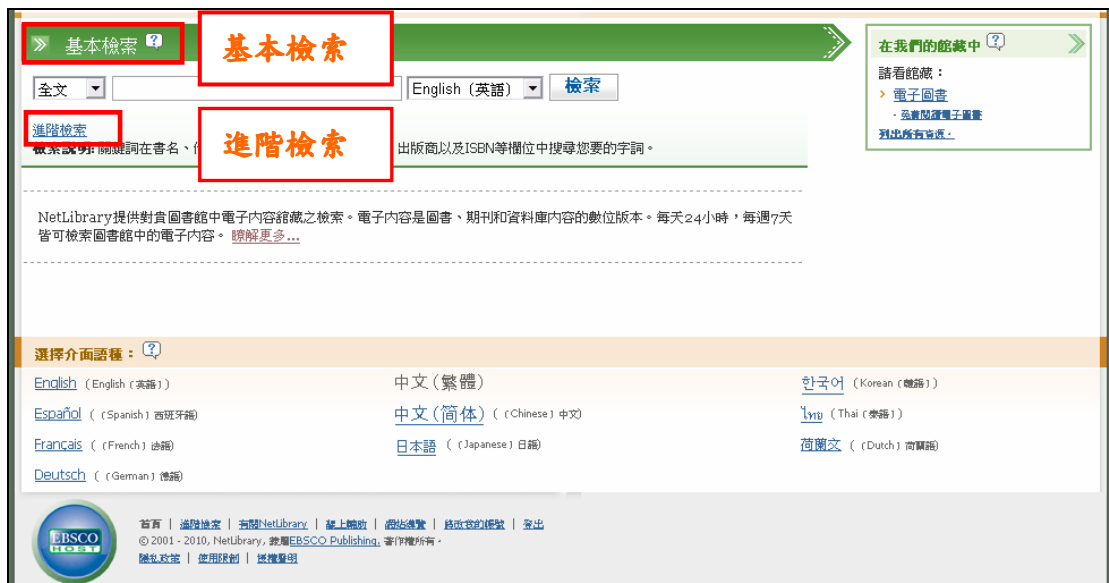 基本檢索
基本檢索
全文
English (英語)
檢索
進階檢索
進階檢索
檢索說明: 關鍵詞在書名、
出版商以及ISBN等欄位中搜尋您要的字詞。
NetLibrary提供對貴圖書館中電子內容館藏之檢索。電子內容是圖書、期刊和資料庫內容的數位版本。每天24小時，每週7天
皆可檢索圖書館中的電子內容。 瞭解更多...
在我們的館藏中
請看館藏：
電子圖書
· 免費閱讀電子圖書
列出所有資源.
選擇介面語種：
English (English (英語))
Español ( (Spanish) 西班牙語)
Français ( (French) 法語)
Deutsch ( (German) 德語)
中文(繁體)
中文(简体) ( (Chinese) 中文)
日本語 ( (Japanese) 日語)
한국어 (Korean (韓語))
ไทย (Thai (泰語))
荷蘭文 ( (Dutch) 荷蘭語)
EBSCO
HOST
首頁 | 進階檢索 | 有關NetLibrary | 線上輔助 | 網站導覽 | 修改我的帳號 | 登出
© 2001 - 2010, NetLibrary, 隸屬EBSCO Publishing, 著作權所有.
隱私政策 | 使用限制 | 授權聲明